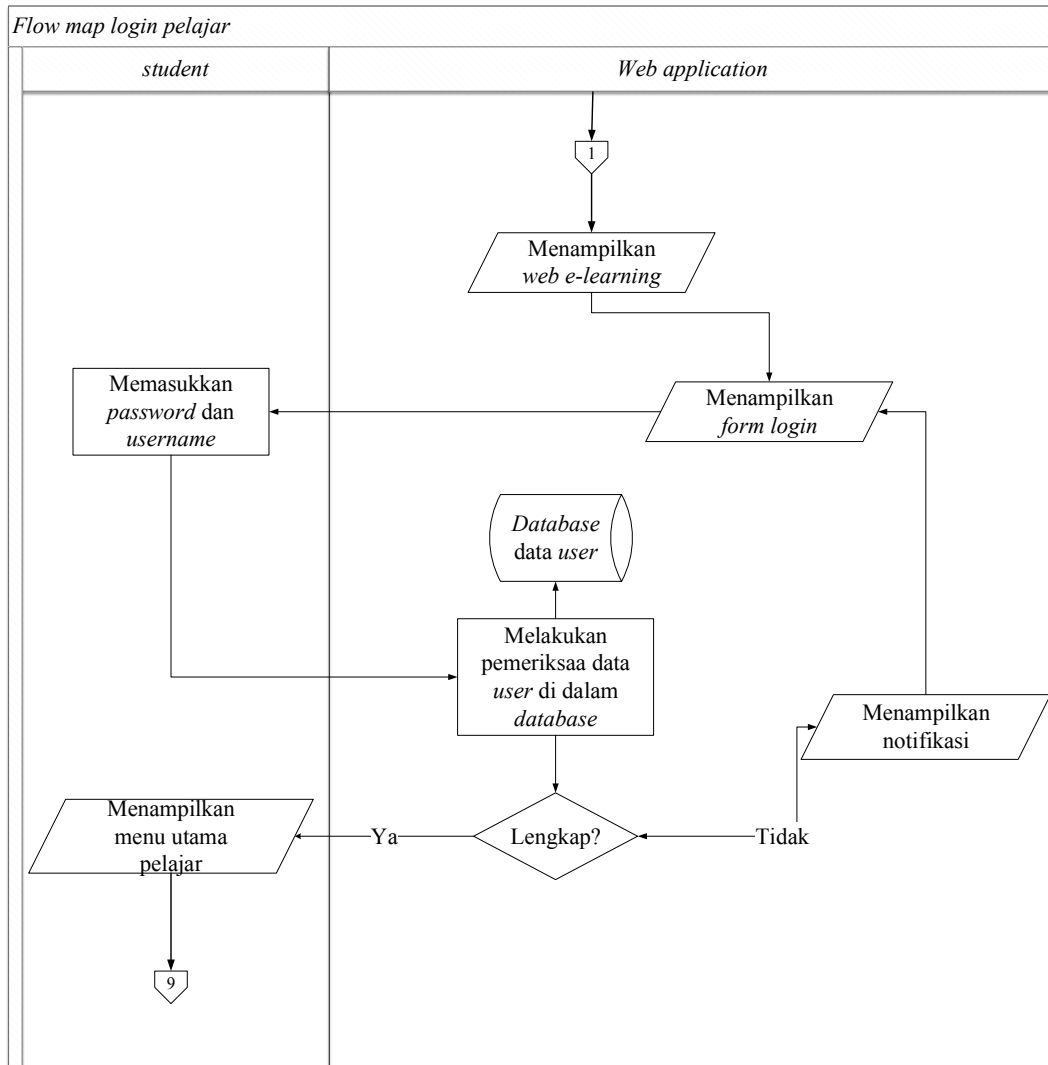 Flow map login pelajar
student
Web application
1
Menampilkan
web e-learning
Memasukkan
password dan
username
Menampilkan
form login
Database
data user
Melakukan
pemeriksaa data
user di dalam
database
Menampilkan
notifikasi
Menampilkan
menu utama
pelajar
Ya
Lengkap?
Tidak
9